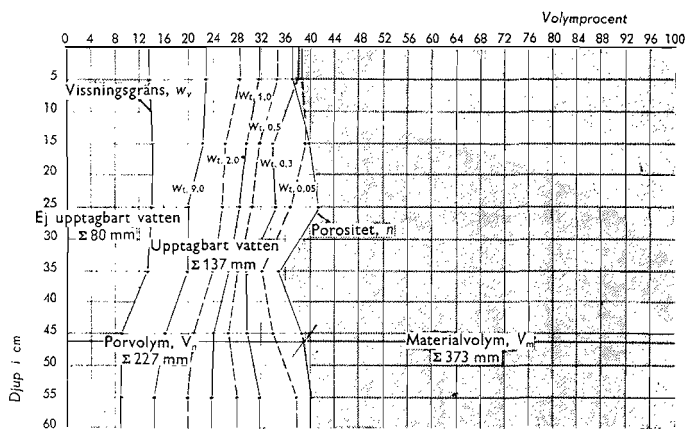 Volymprocent
0 4 8 12 16 20 24 28 32 36 40 44 48 52 56 60 64 68 72 76 80 84 88 92 96 100
5
Vissningsgräns, wv
Wt, 1.0
10
Wt, 0.5
15
Wt, 2.0
Wt, 0.3
20
Wt, 9.0
Wt, 0.05
25
Ej upptagbart vatten
Porositet, n
Σ 80 mm
30
Upptagbart vatten
Σ 137 mm
35
40
45
Porvolym, Vn
Materialvolym, Vm
Σ 227 mm
Σ 373 mm
50
55
60
Djup i cm